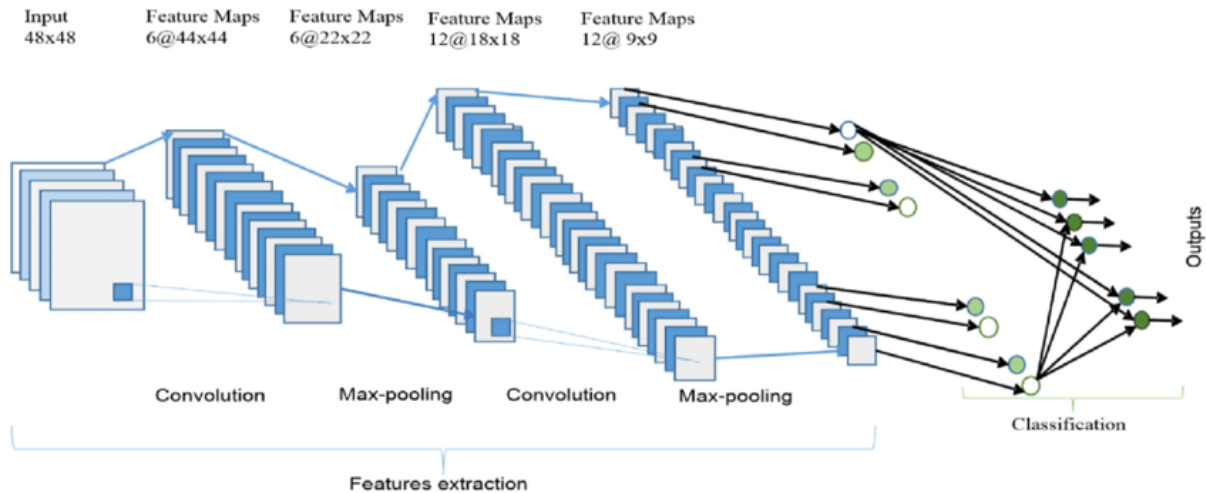 Input
48x48
Feature Maps
6@44x44
Feature Maps
6@22x22
Feature Maps
12@18x18
Feature Maps
12@ 9x9
Outputs
Convolution
Max-pooling
Convolution
Max-pooling
Classification
Features extraction